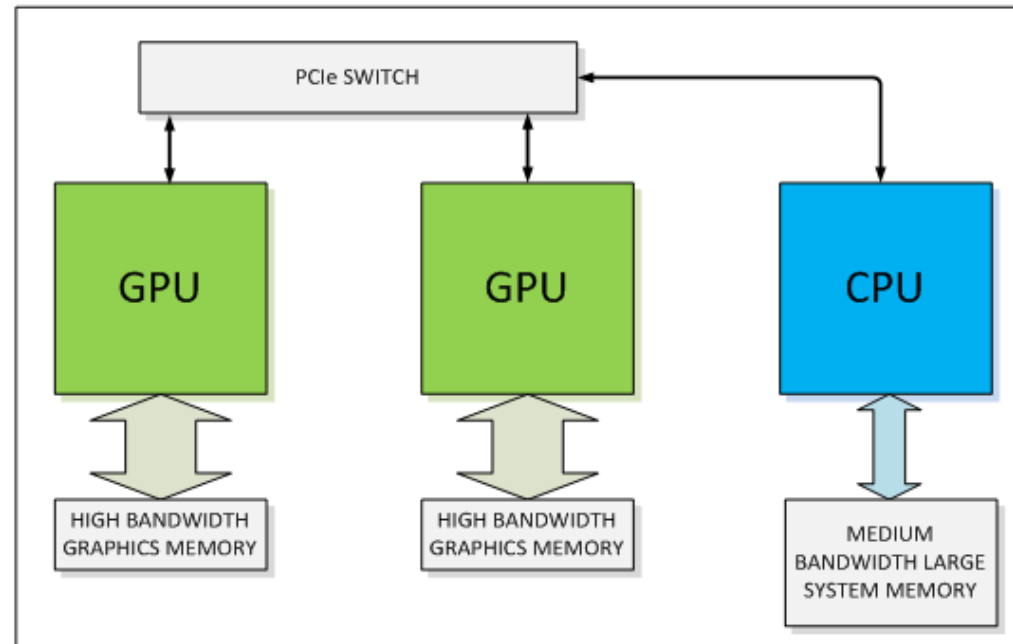 PCIe SWITCH
GPU
GPU
CPU
HIGH BANDWIDTH
GRAPHICS MEMORY
HIGH BANDWIDTH
GRAPHICS MEMORY
MEDIUM
BANDWIDTH LARGE
SYSTEM MEMORY